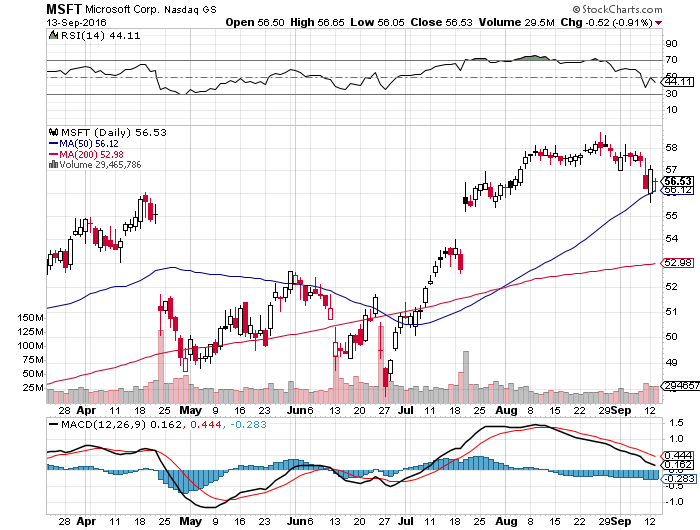 MSFT Microsoft Corp. Nasdaq GS © StockCharts.com
13-Sep-2016 Open 56.50 High 56.65 Low 56.05 Close 56.53 Volume 29.5M Chg -0.52 (-0.91%)
RSI(14) 44.11
90
70
50
44.11
30
10
MSFT (Daily) 56.53
MA(50) 56.12
MA(200) 52.98
Volume 29,465,786
58
57
56.53
56.12
55
54
52.98
52
51
50
49
150M
125M
100M
75M
50M
25M
28 Apr 11 18 25 May 9 16 23 Jun 6 13 20 27 Jul 11 18 25 Aug 8 15 22 29 Sep 12
MACD(12,26,9) 0.162, 0.444, -0.283
1.5
1.0
0.444
0.162
-0.283
-0.5
-1.0
28 Apr 11 18 25 May 9 16 23 Jun 6 13 20 27 Jul 11 18 25 Aug 8 15 22 29 Sep 12